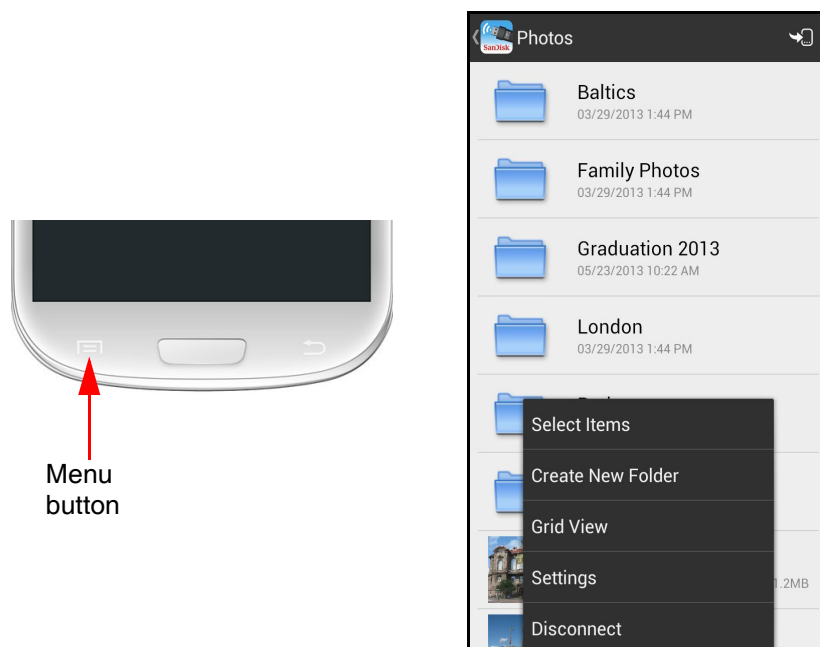 Menu
button
SanDisk
Photos
Baltics
03/29/2013 1:44 PM
Family Photos
03/29/2013 1:44 PM
Graduation 2013
05/23/2013 10:22 AM
London
03/29/2013 1:44 PM
Select Items
Create New Folder
Grid View
Settings
1.2MB
Disconnect